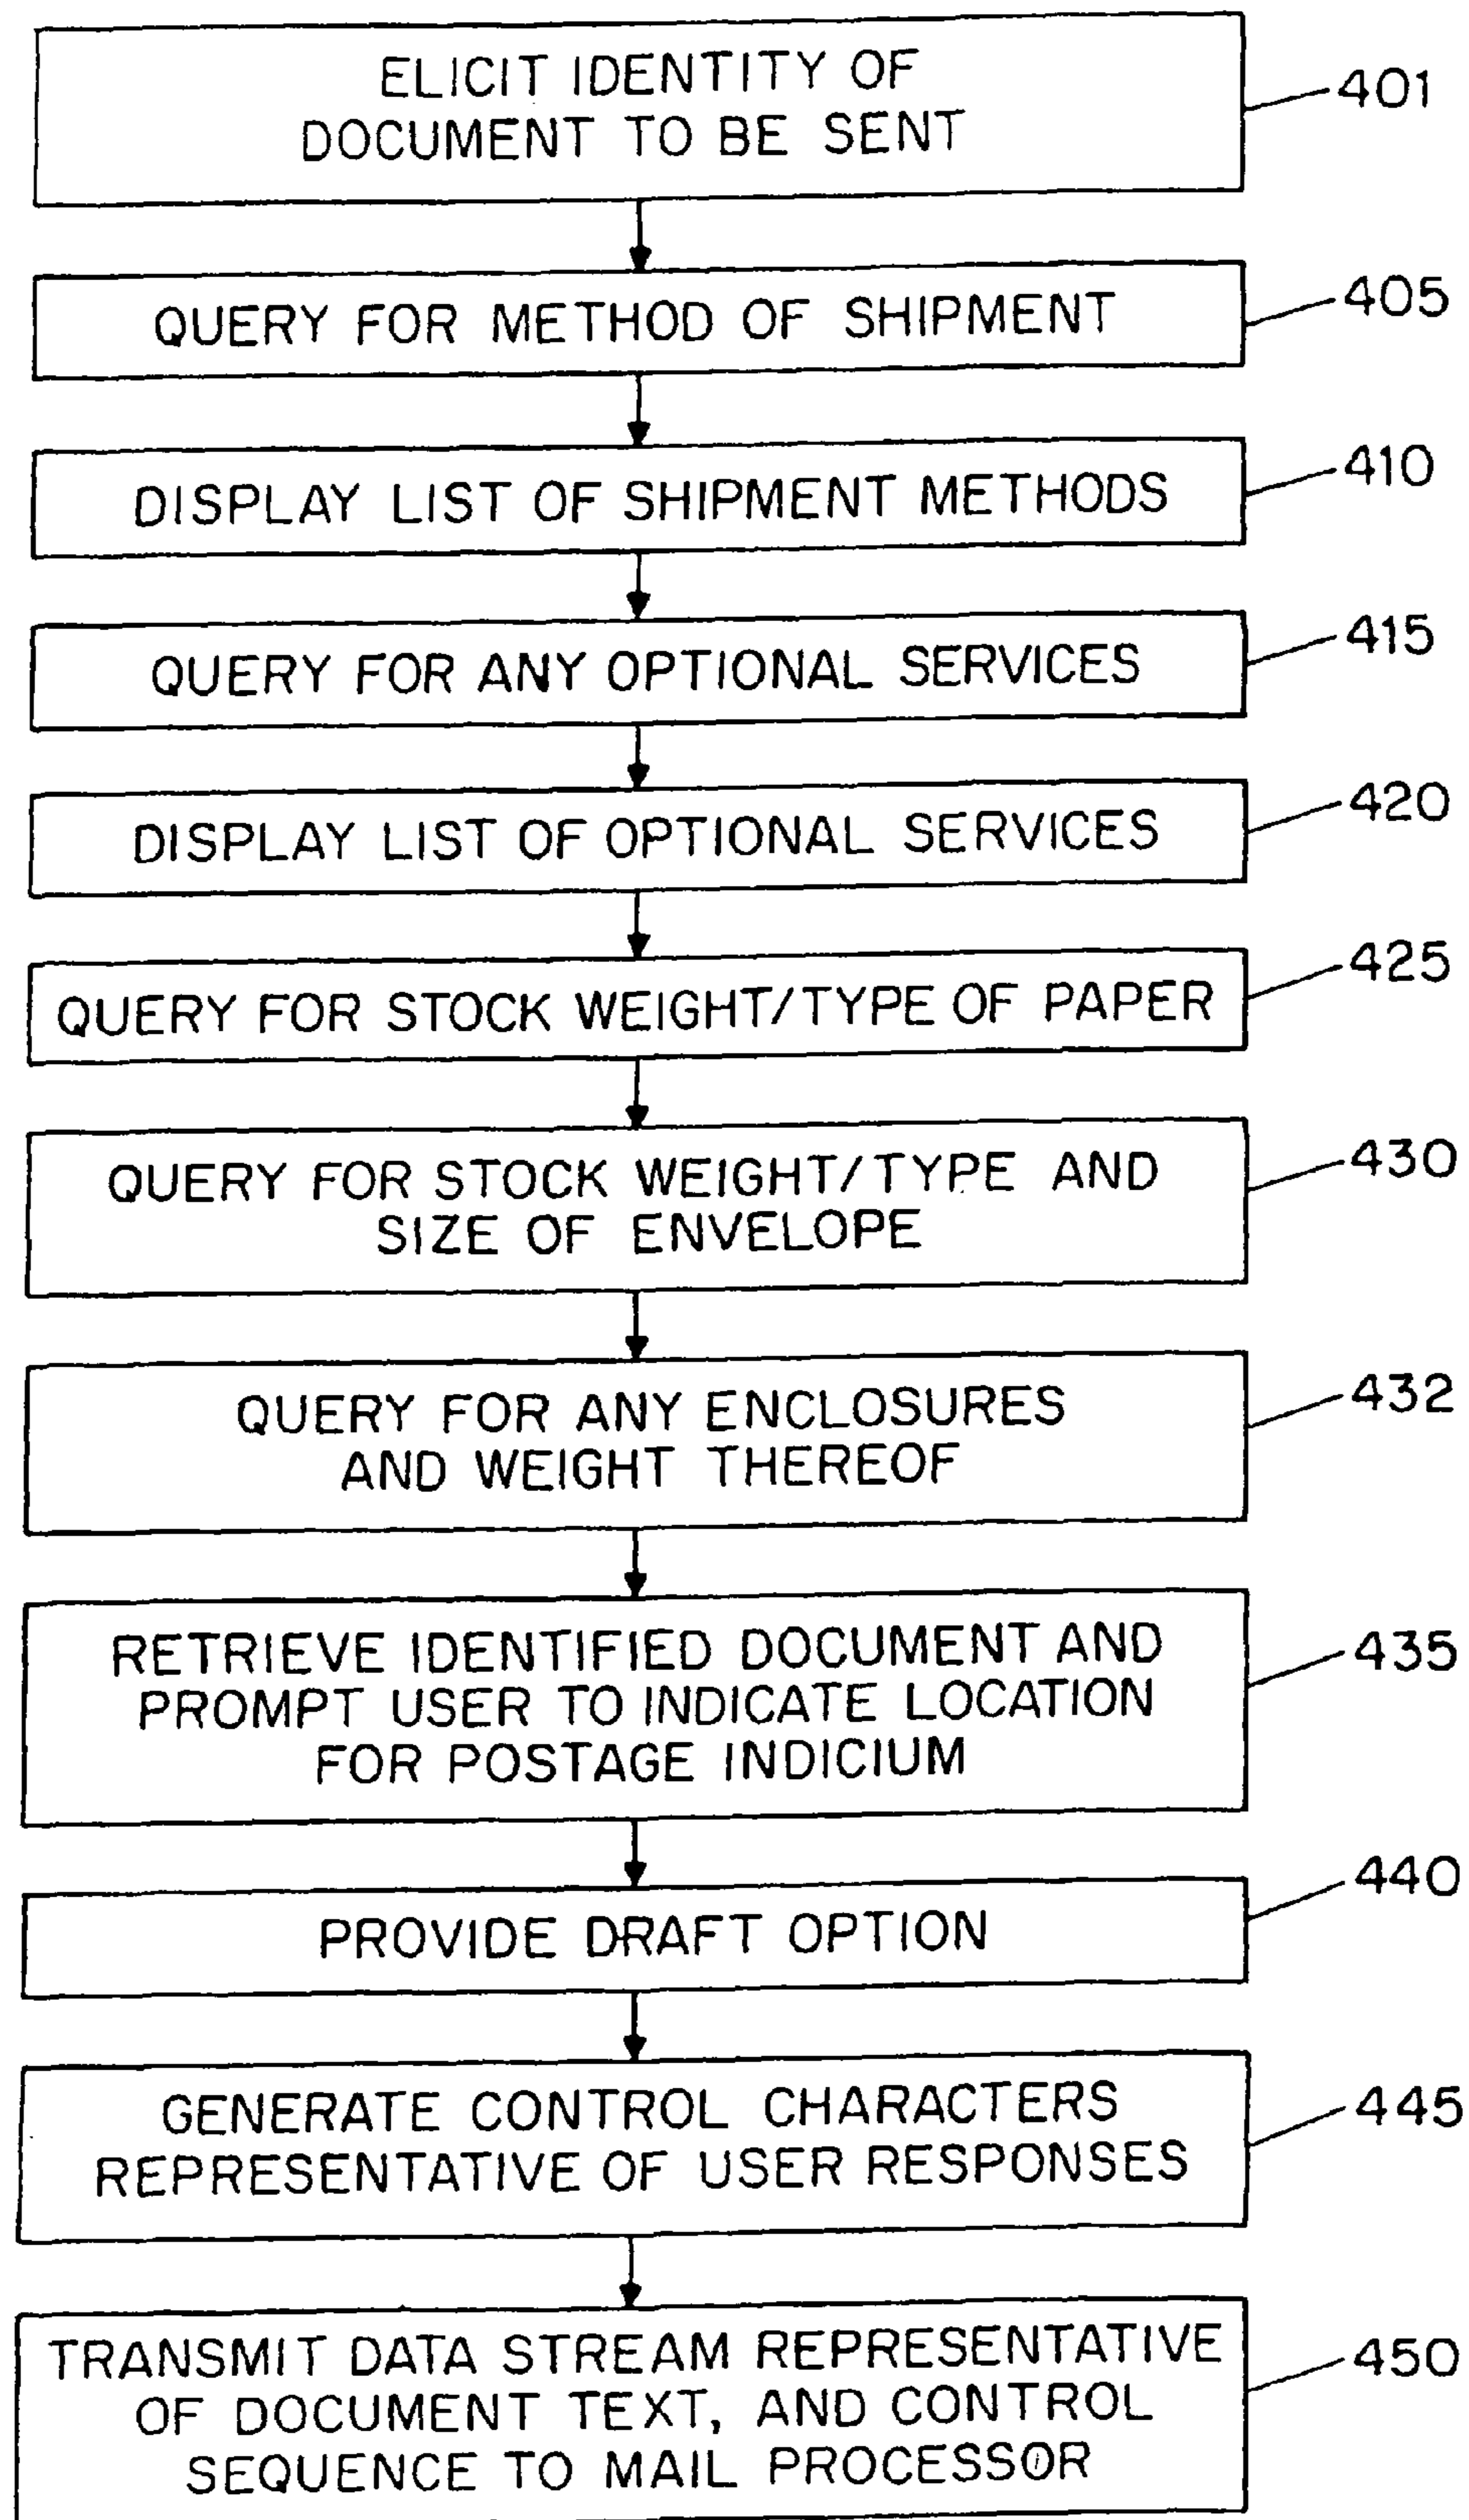 ELICIT IDENTITY OF
DOCUMENT TO BE SENT
401
QUERY FOR METHOD OF SHIPMENT
405
DISPLAY LIST OF SHIPMENT METHODS
410
QUERY FOR ANY OPTIONAL SERVICES
415
DISPLAY LIST OF OPTIONAL SERVICES
420
QUERY FOR STOCK WEIGHT/TYPE OF PAPER
425
QUERY FOR STOCK WEIGHT/TYPE AND
SIZE OF ENVELOPE
430
QUERY FOR ANY ENCLOSURES
AND WEIGHT THEREOF
432
RETRIEVE IDENTIFIED DOCUMENT AND
PROMPT USER TO INDICATE LOCATION
FOR POSTAGE INDICIUM
435
PROVIDE DRAFT OPTION
440
GENERATE CONTROL CHARACTERS
REPRESENTATIVE OF USER RESPONSES
445
TRANSMIT DATA STREAM REPRESENTATIVE
OF DOCUMENT TEXT, AND CONTROL
SEQUENCE TO MAIL PROCESSOR
450